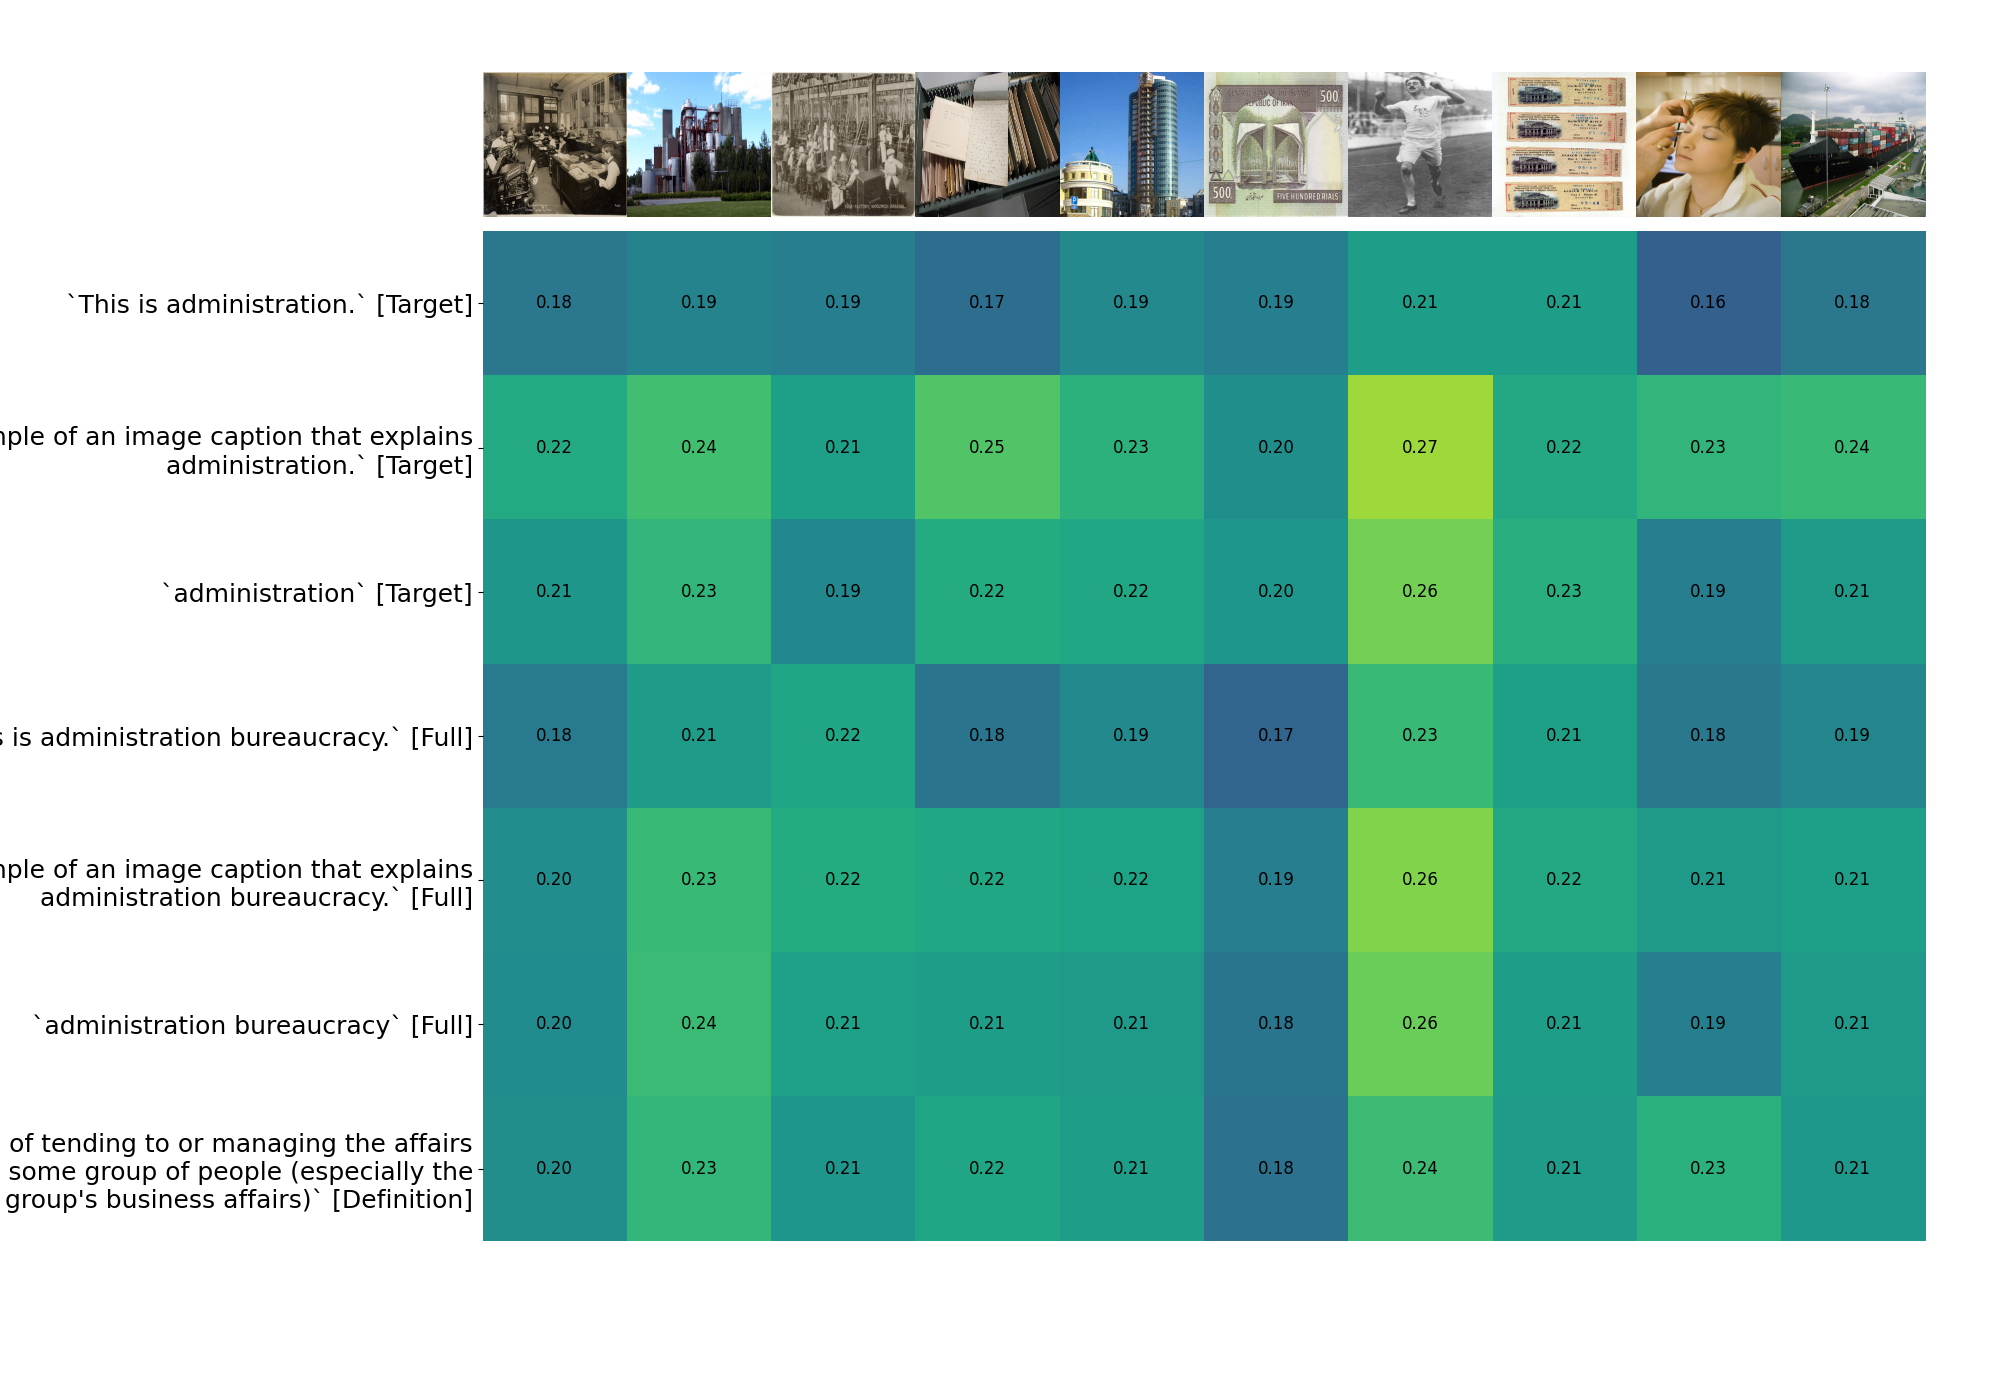 500
CENTRAL BANK OF THE ISLAMIC
REPUBLIC OF IRAN
500
FIVE HUNDRED RIALS
`This is administration.` [Target]
0.18 0.19 0.19 0.17 0.19 0.19 0.21 0.21 0.16 0.18
of an image caption that explains
administration.` [Target]
0.22 0.24 0.21 0.25 0.23 0.20 0.27 0.22 0.23 0.24
`administration` [Target]
0.21 0.23 0.19 0.22 0.22 0.20 0.26 0.23 0.19 0.21
is administration bureaucracy.` [Full]
0.18 0.21 0.22 0.18 0.19 0.17 0.23 0.21 0.18 0.19
of an image caption that explains
administration bureaucracy.` [Full]
0.20 0.23 0.22 0.22 0.22 0.19 0.26 0.22 0.21 0.21
`administration bureaucracy` [Full]
0.20 0.24 0.21 0.21 0.21 0.18 0.26 0.21 0.19 0.21
of tending to or managing the affairs
some group of people (especially the
group's business affairs)` [Definition]
0.20 0.23 0.21 0.22 0.21 0.18 0.24 0.21 0.23 0.21